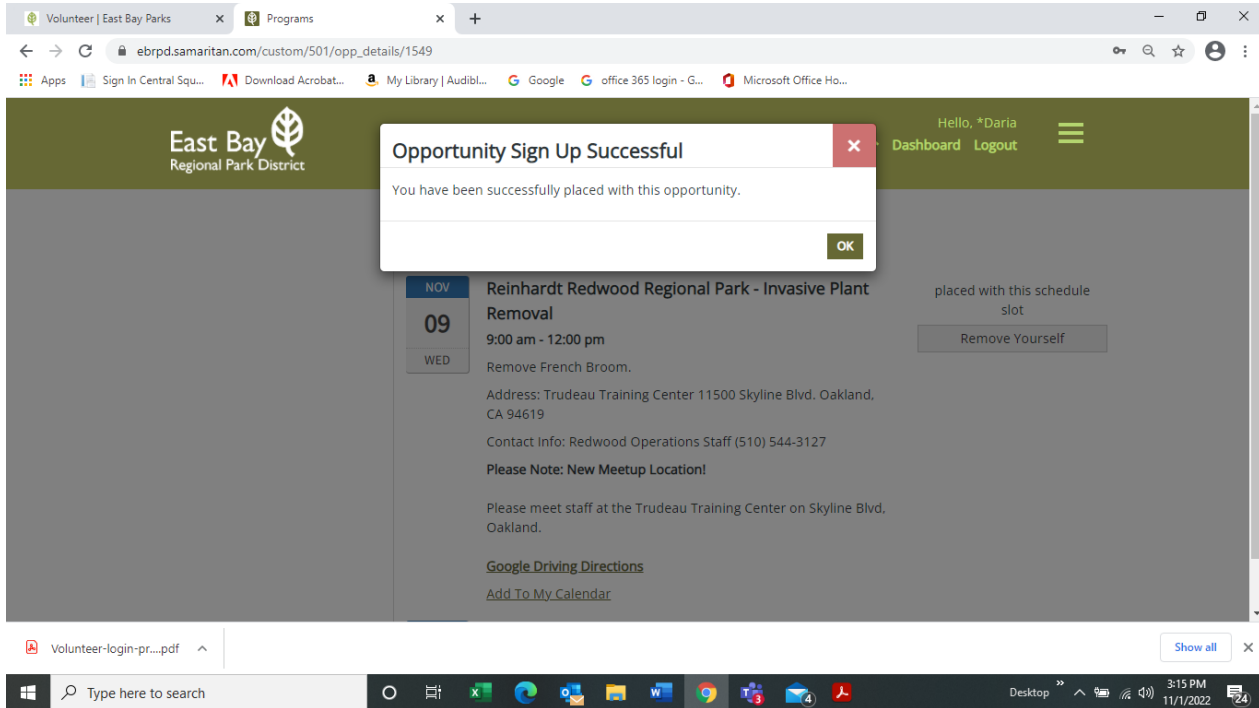 Volunteer | East Bay Parks
Programs
ebrpd.samaritan.com/custom/501/opp_details/1549
Apps
Sign In Central Squ...
Download Acrobat...
My Library | Audibl...
Google
office 365 login - G...
Microsoft Office Ho...
East Bay
Regional Park District
Hello, *Daria
Dashboard Logout
Opportunity Sign Up Successful
You have been successfully placed with this opportunity.
OK
NOV
09
WED
Reinhardt Redwood Regional Park - Invasive Plant
Removal
9:00 am - 12:00 pm
Remove French Broom.
Address: Trudeau Training Center 11500 Skyline Blvd. Oakland,
CA 94619
Contact Info: Redwood Operations Staff (510) 544-3127
Please Note: New Meetup Location!
Please meet staff at the Trudeau Training Center on Skyline Blvd,
Oakland.
Google Driving Directions
Add To My Calendar
placed with this schedule
slot
Remove Yourself
Volunteer-login-pr....pdf
Show all
Type here to search
3
4
Desktop
3:15 PM
11/1/2022
24